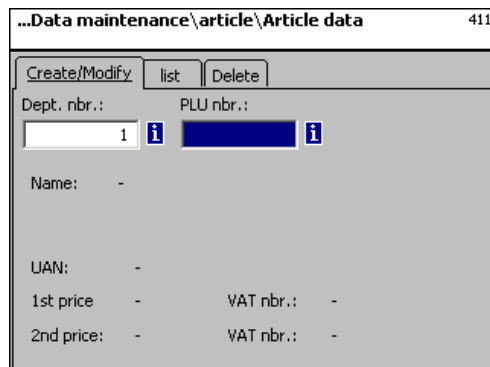 ...Data maintenance\article\Article data 411
Create/Modify list Delete
Dept. nbr.: PLU nbr.:
1 i i
Name: -
UAN: -
1st price - VAT nbr.: -
2nd price: - VAT nbr.: -